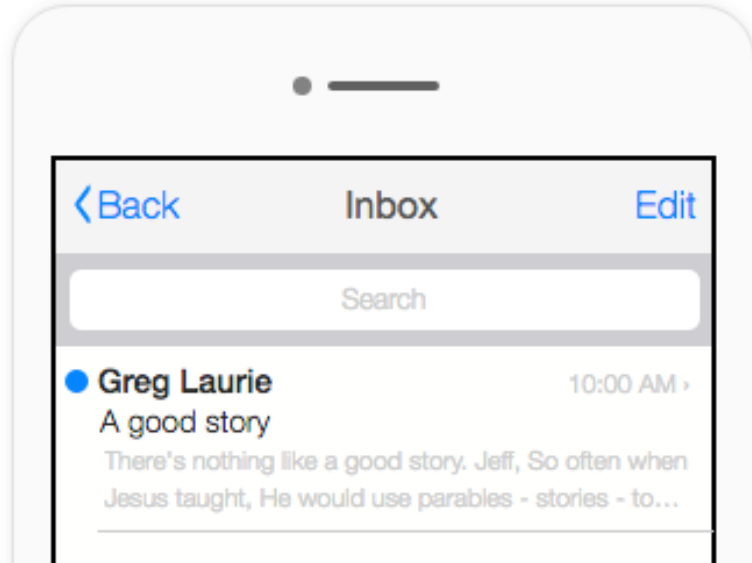 Back Inbox Edit
Search
Greg Laurie 10:00 AM
A good story
There's nothing like a good story. Jeff, So often when
Jesus taught, He would use parables - stories - to...